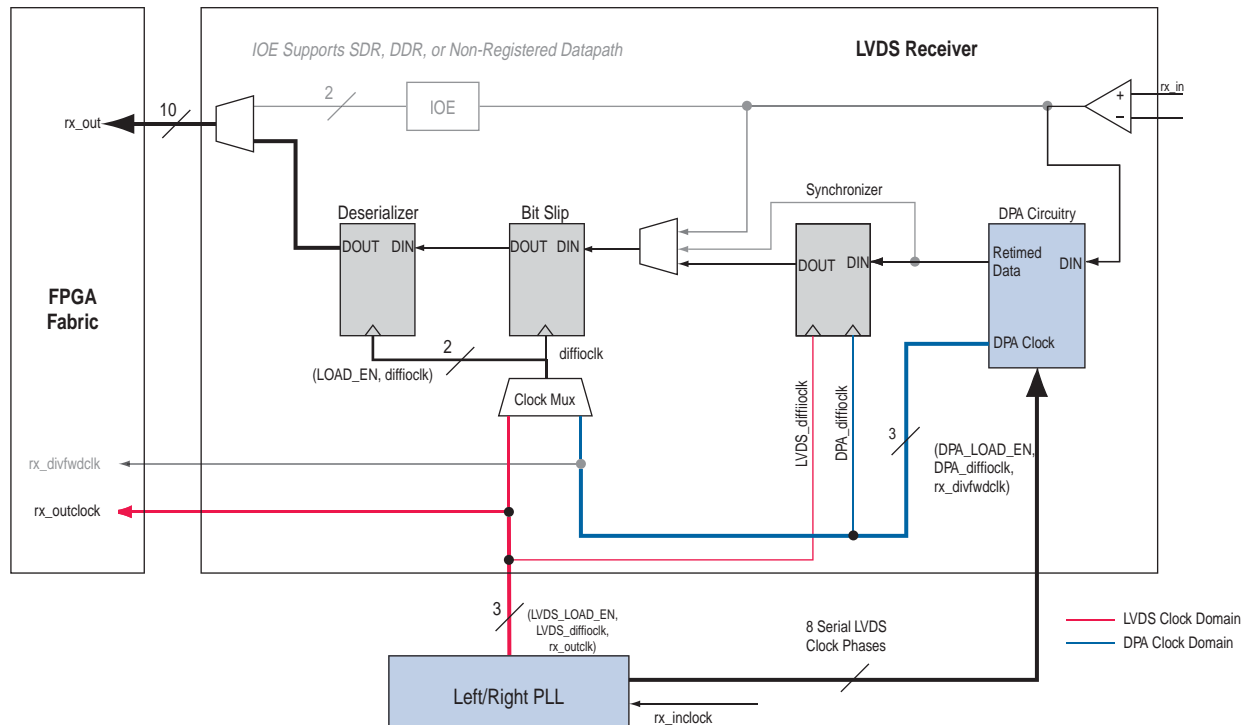 IOE Supports SDR, DDR, or Non-Registered Datapath
LVDS Receiver
rx_in
+
–
2
IOE
10
rx_out
Synchronizer
Deserializer
Bit Slip
DPA Circuitry
DOUT DIN
DOUT DIN
DOUT
DIN
Retimed
Data
DIN
FPGA
Fabric
DPA Clock
2
diffioclk
(LOAD_EN, diffioclk)
Clock Mux
LVDS_diffiioclk
DPA_diffioclk
3
(DPA_LOAD_EN,
DPA_diffioclk,
rx_divfwdclk)
rx_divfwdclk
rx_outclock
3
(LVDS_LOAD_EN,
LVDS_diffioclk,
rx_outclk)
8 Serial LVDS
Clock Phases
LVDS Clock Domain
DPA Clock Domain
Left/Right PLL
rx_inclock